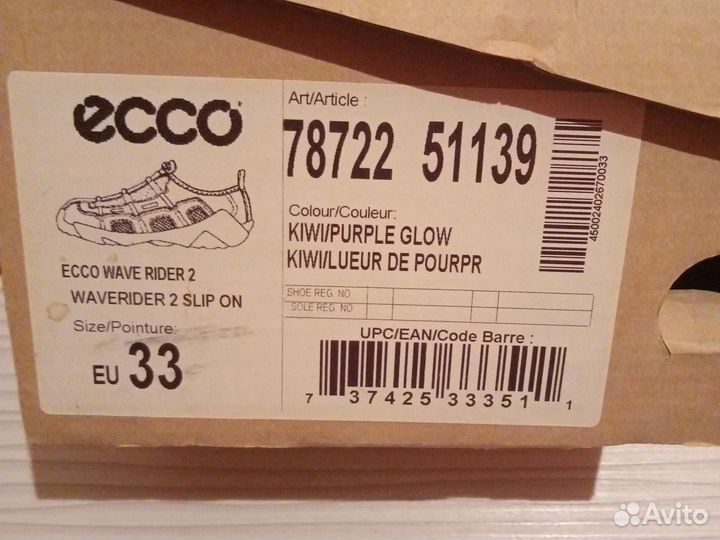 ecco
ECCO WAVE RIDER 2
WAVERIDER 2 SLIP ON
Size/Pointure:
EU 33
Art/Article :
78722 51139
Colour/Couleur:
KIWI/PURPLE GLOW
KIWI/LUEUR DE POURPR
SHOE REG. NO
SOLE REG. NO
UPC/EAN/Code Barre :
7 37425 33351 1
45002402670033
Avito